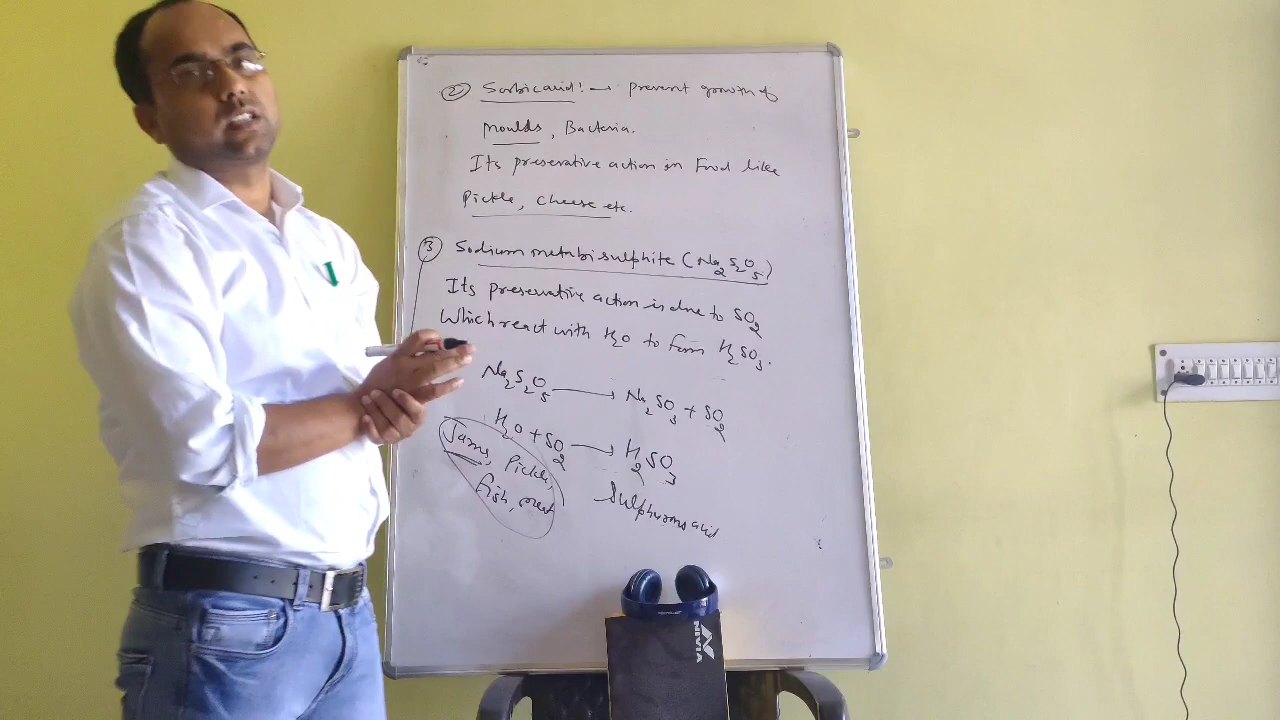 ② Sorbic acid:→ prevent growth of
moulds, Bacteria.
Its preservative action in Food like
Pickle, cheese etc.
③ Sodium metabisulphite (Na2S2O5)
Its preservative action is due to SO2
Which react with H2O to form H2SO3.
Na2S2O5 → Na2SO3 + SO2
H2O + SO2 → H2SO3
Jams, Pickle,
fish, meat
Sulphurous acid
NIVIA